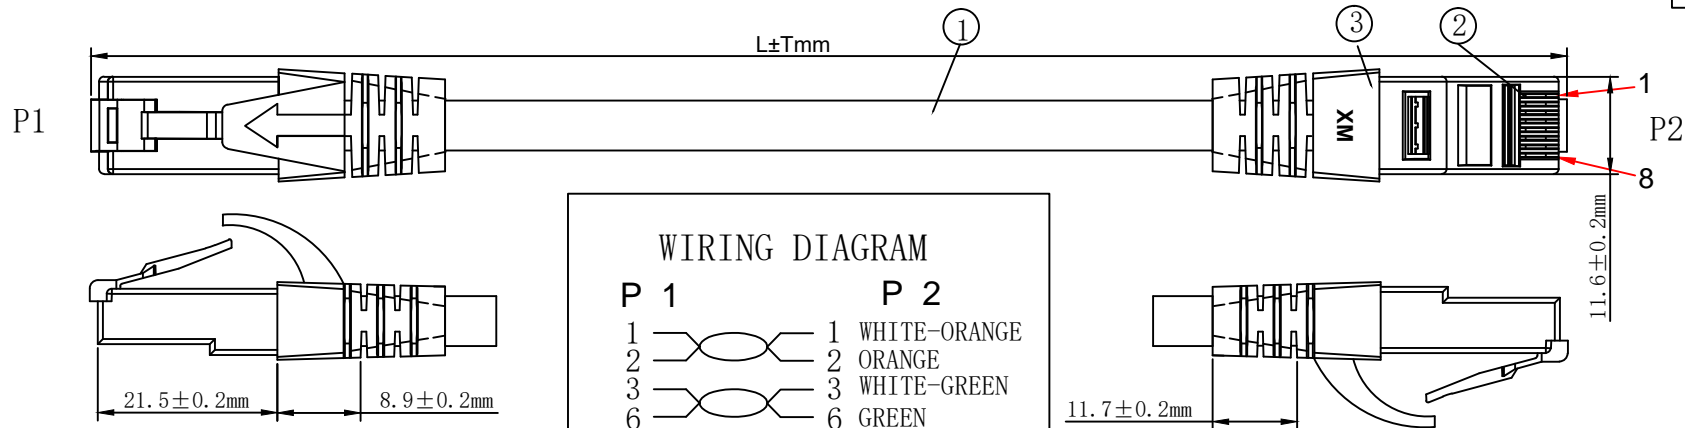 L±Tmm
1
3
2
P1
XM
1
P2
8
11.6±0.2mm
WIRING DIAGRAM
P 1 P 2
1 1 WHITE-ORANGE
2 2 ORANGE
3 3 WHITE-GREEN
6 6 GREEN
21.5±0.2mm
8.9±0.2mm
11.7±0.2mm